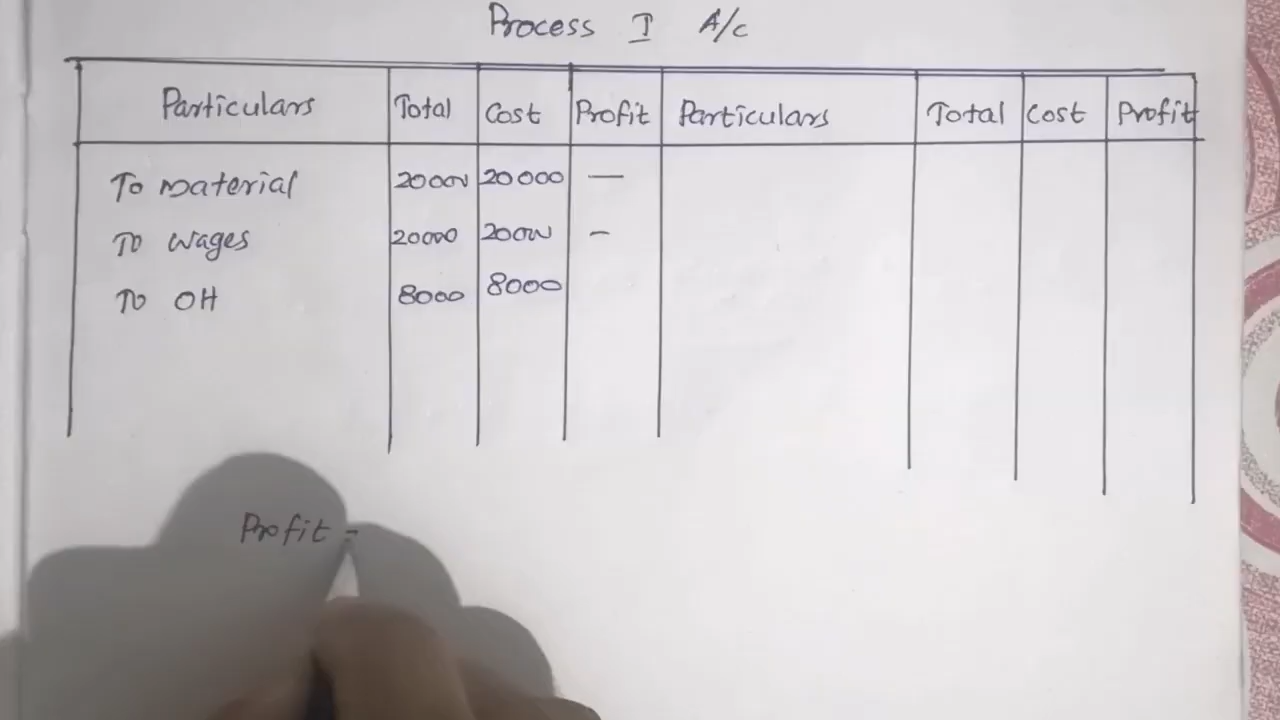 Process I A/c
Particulars Total Cost Profit Particulars Total Cost Profit
To Material 20000 20000 —
To Wages 20000 20000 –
To OH 8000 8000
Profit =